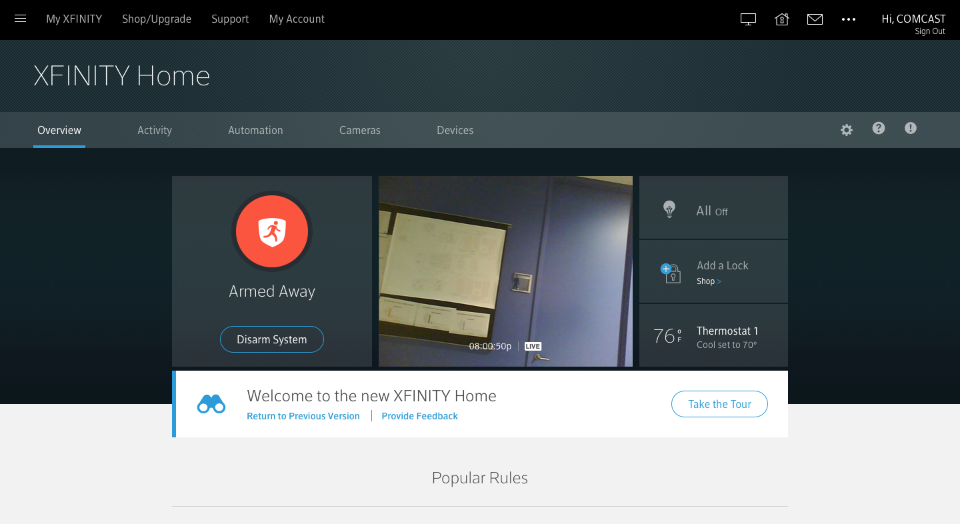 My XFINITY
Shop/Upgrade
Support
My Account
Hi, COMCAST
Sign Out
XFINITY Home
Overview
Activity
Automation
Cameras
Devices
Armed Away
Disarm System
08:00:50p | LIVE
All Off
Add a Lock
Shop >
76°F
Thermostat 1
Cool set to 70°
Welcome to the new XFINITY Home
Return to Previous Version | Provide Feedback
Take the Tour
Popular Rules